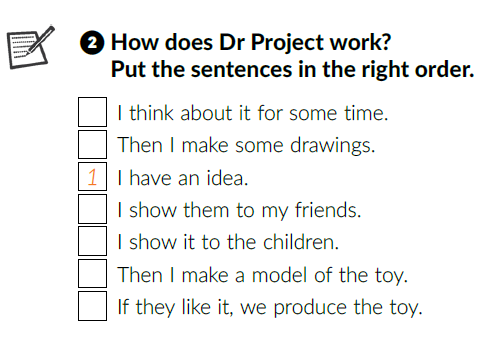 2 How does Dr Project work?
Put the sentences in the right order.
I think about it for some time.
Then I make some drawings.
1 I have an idea.
I show them to my friends.
I show it to the children.
Then I make a model of the toy.
If they like it, we produce the toy.